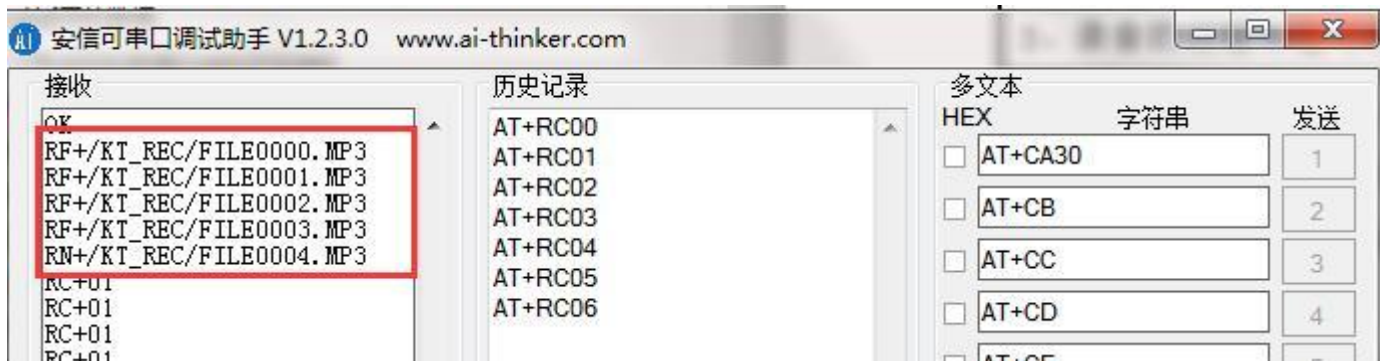 安信可串口调试助手 V1.2.3.0 www.ai-thinker.com
接收
OK
RF+/KT_REC/FILE0000.MP3
RF+/KT_REC/FILE0001.MP3
RF+/KT_REC/FILE0002.MP3
RF+/KT_REC/FILE0003.MP3
RN+/KT_REC/FILE0004.MP3
RC+01
RC+01
RC+01
RC+01
历史记录
AT+RC00
AT+RC01
AT+RC02
AT+RC03
AT+RC04
AT+RC05
AT+RC06
多文本
HEX 字符串 发送
AT+CA30 1
AT+CB 2
AT+CC 3
AT+CD 4